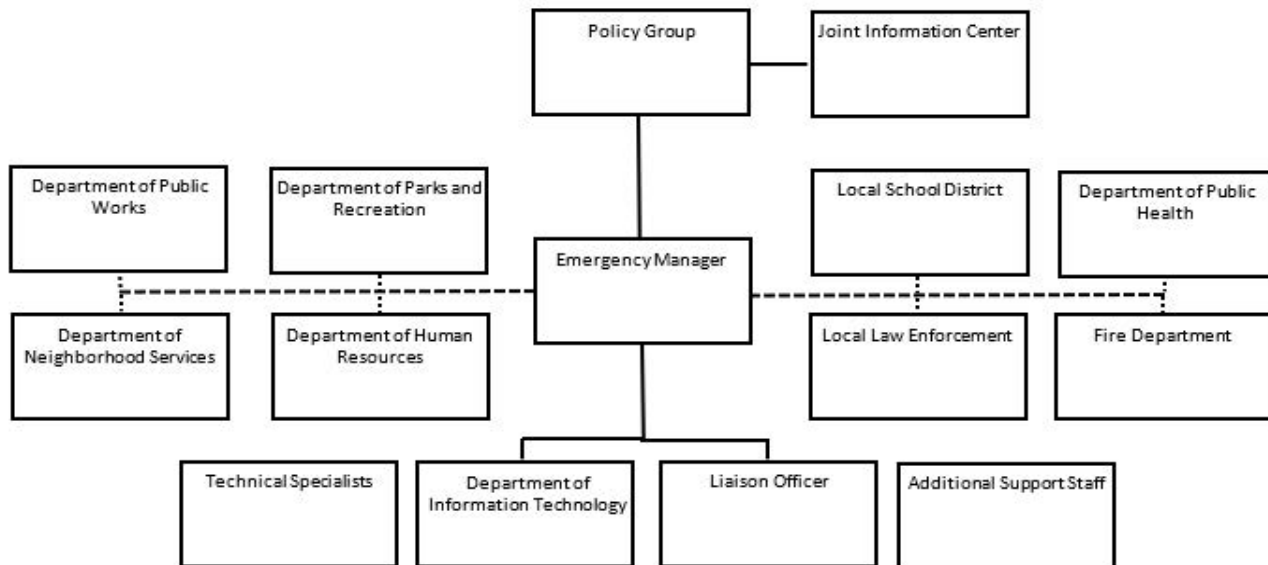 Policy Group
Joint Information Center
Department of Public
Works
Department of Parks and
Recreation
Local School District
Department of Public
Health
Emergency Manager
Department of
Neighborhood Services
Department of Human
Resources
Local Law Enforcement
Fire Department
Technical Specialists
Department of
Information Technology
Liaison Officer
Additional Support Staff